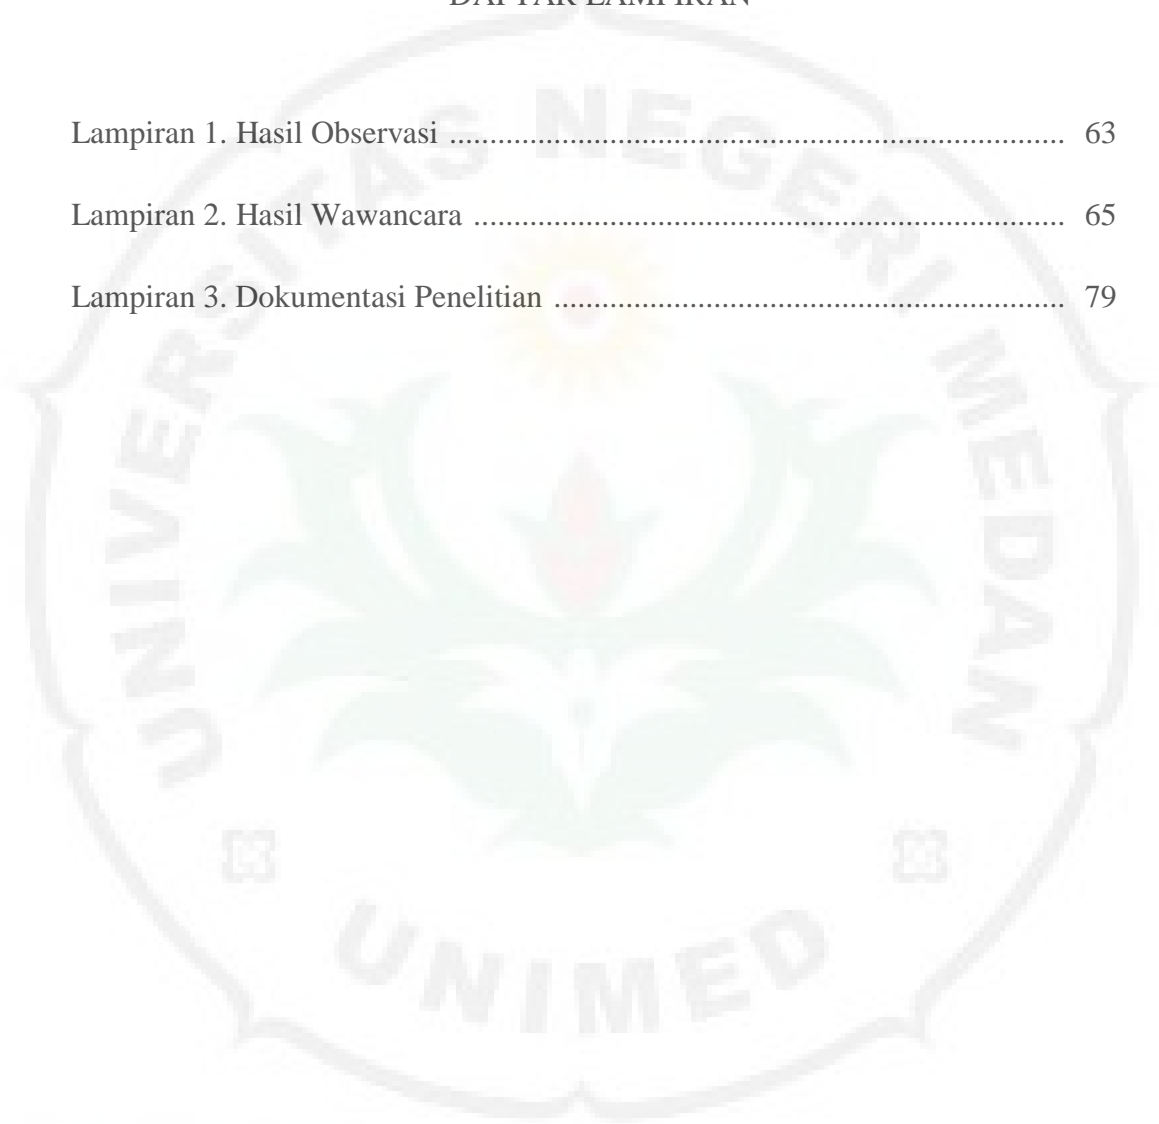 DAFTAR LAMPIRAN
Lampiran 1. Hasil Observasi .......................................................................... 63
Lampiran 2. Hasil Wawancara ....................................................................... 65
Lampiran 3. Dokumentasi Penelitian ............................................................. 79
UNIVERSITAS NEGERI MEDAN
UNIMED